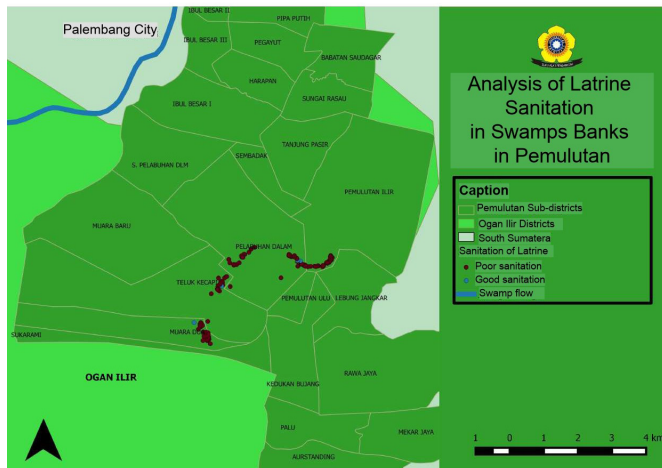 IBUL BESAR II
PIPA PUTIH
Palembang City
IBUL BESAR III
PEGAYUT
BABATAN SAUDAGAR
HARAPAN
IBUL BESAR I
SUNGAI RASAU
TANJUNG PASIR
SEMBADAK
S. PELABUHAN DLM
PEMULUTAN ILIR
MUARA BARU
PELABUHAN DALAM
TELUK KECAPI
PEMULUTAN ULU
LEBUNG JANGKAR
SUKARAMI
MUARA D
RAWA JAYA
OGAN ILIR
KEDUKAN BUJANG
PALU
MEKAR JAYA
AURSTANDING
Analysis of Latrine
Sanitation
in Swamps Banks
in Pemulutan
Caption
Pemulutan Sub-districts
Ogan Ilir Districts
South Sumatera
Sanitation of Latrine
Poor sanitation
Good sanitation
Swamp flow
1 0 1 2 3 4 km